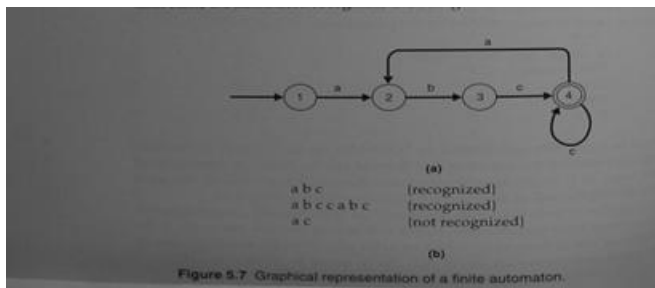 a
1 a 2 b 3 c 4
c
(a)
a b c {recognized}
a b c c a b c {recognized}
a c {not recognized}
(b)
Figure 5.7 Graphical representation of a finite automaton.